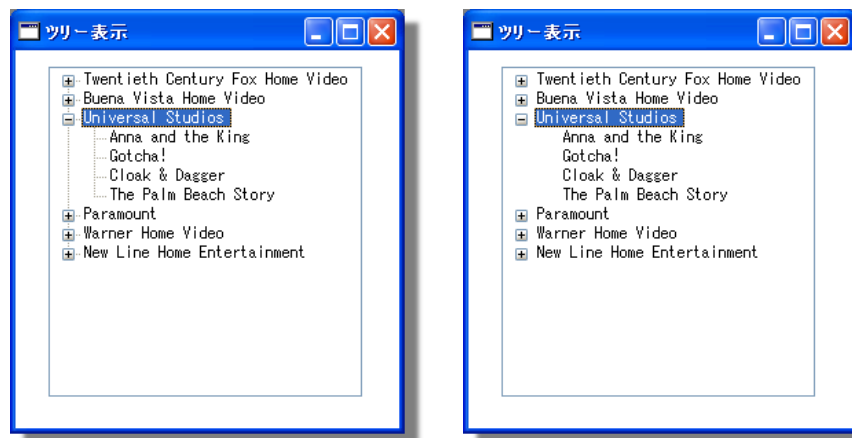 ツリー表示
Twentieth Century Fox Home Video
Buena Vista Home Video
Universal Studios
Anna and the King
Gotcha!
Cloak & Dagger
The Palm Beach Story
Paramount
Warner Home Video
New Line Home Entertainment
ツリー表示
Twentieth Century Fox Home Video
Buena Vista Home Video
Universal Studios
Anna and the King
Gotcha!
Cloak & Dagger
The Palm Beach Story
Paramount
Warner Home Video
New Line Home Entertainment